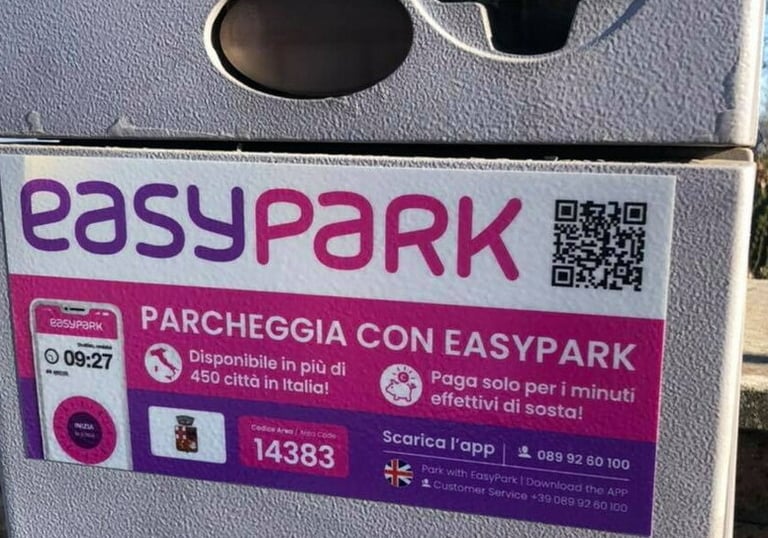 easypark
PARCHEGGIA CON EASYPARK
easypark
09:27
Disponibile in più di
450 città in Italia!
Paga solo per i minuti
effettivi di sosta!
INIZIA
Codice Area / Area Code
14383
Scarica l'app | 089 92 60 100
Park with EasyPark | Download the APP
Customer Service +39 089 92 60 100